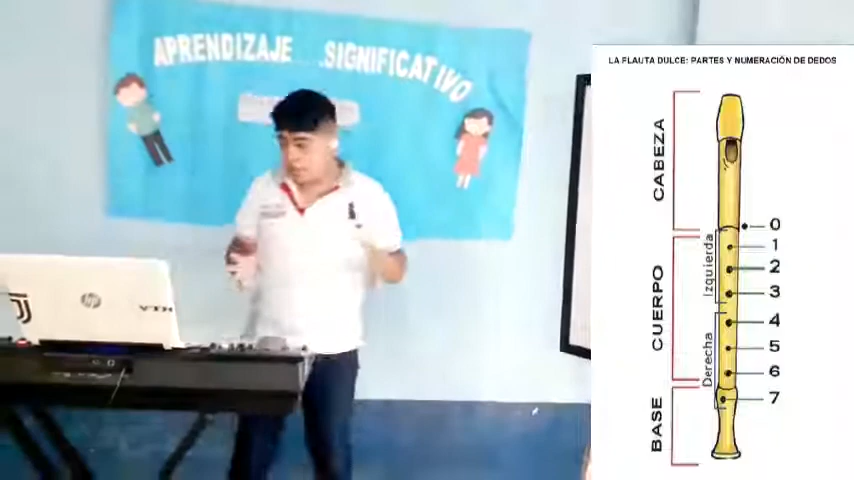 APRENDIZAJE SIGNIFICATIVO
LA FLAUTA DULCE: PARTES Y NUMERACIÓN DE DEDOS
CABEZA
CUERPO
BASE
Izquierda
Derecha
0
1
2
3
4
5
6
7
hp